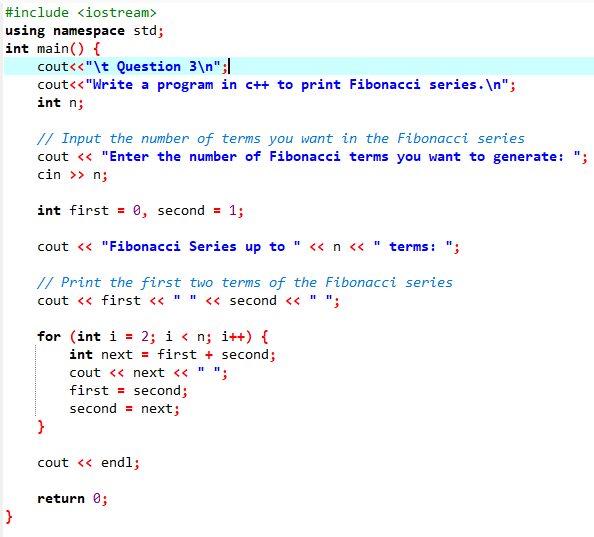 #include <iostream>
using namespace std;
int main() {
    cout<<"\t Question 3\n";
    cout<<"Write a program in c++ to print Fibonacci series.\n";
    int n;

    // Input the number of terms you want in the Fibonacci series
    cout << "Enter the number of Fibonacci terms you want to generate: ";
    cin >> n;

    int first = 0, second = 1;

    cout << "Fibonacci Series up to " << n << " terms: ";

    // Print the first two terms of the Fibonacci series
    cout << first << " " << second << " ";

    for (int i = 2; i < n; i++) {
        int next = first + second;
        cout << next << " ";
        first = second;
        second = next;
    }

    cout << endl;

    return 0;
}